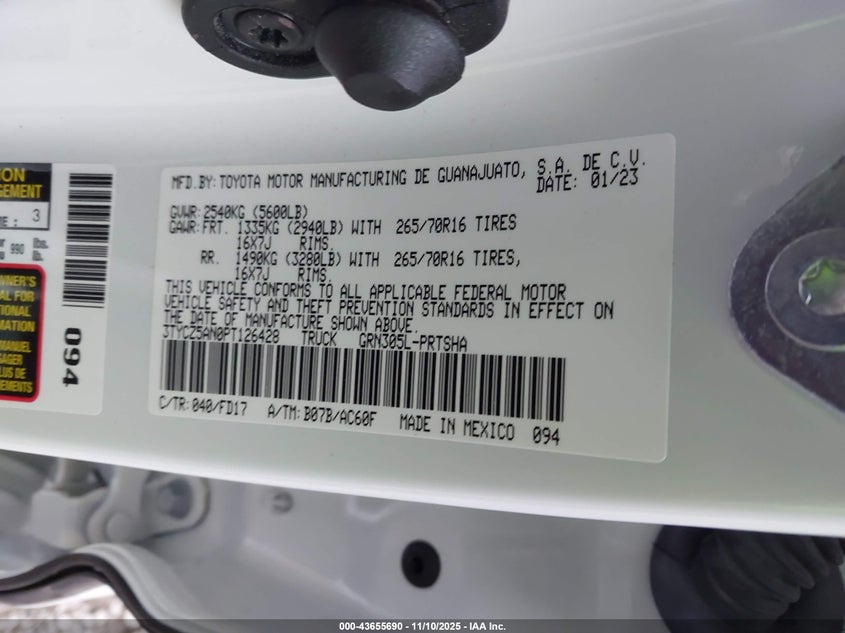 MFD.BY:TOYOTA MOTOR MANUFACTURING DE GUANAJUATO, S.A. DE C.V.
DATE: 01/23
GVWR:2540KG (5600LB)
GAWR:FRT. 1335KG (2940LB) WITH 265/70R16 TIRES
16X7J RIMS.
RR. 1490KG (3280LB) WITH 265/70R16 TIRES,
16X7J RIMS.
THIS VEHICLE CONFORMS TO ALL APPLICABLE FEDERAL MOTOR
VEHICLE SAFETY AND THEFT PREVENTION STANDARDS IN EFFECT ON
THE DATE OF MANUFACTURE SHOWN ABOVE.
3TYCZ5AN0PT126428 TRUCK GRN305L-PRTSHA
C/TR:040/FD17 A/TM:B07B/AC60F MADE IN MEXICO 094
3
990 lbs.
094
000-43655690 - 11/10/2025 - IAA Inc.